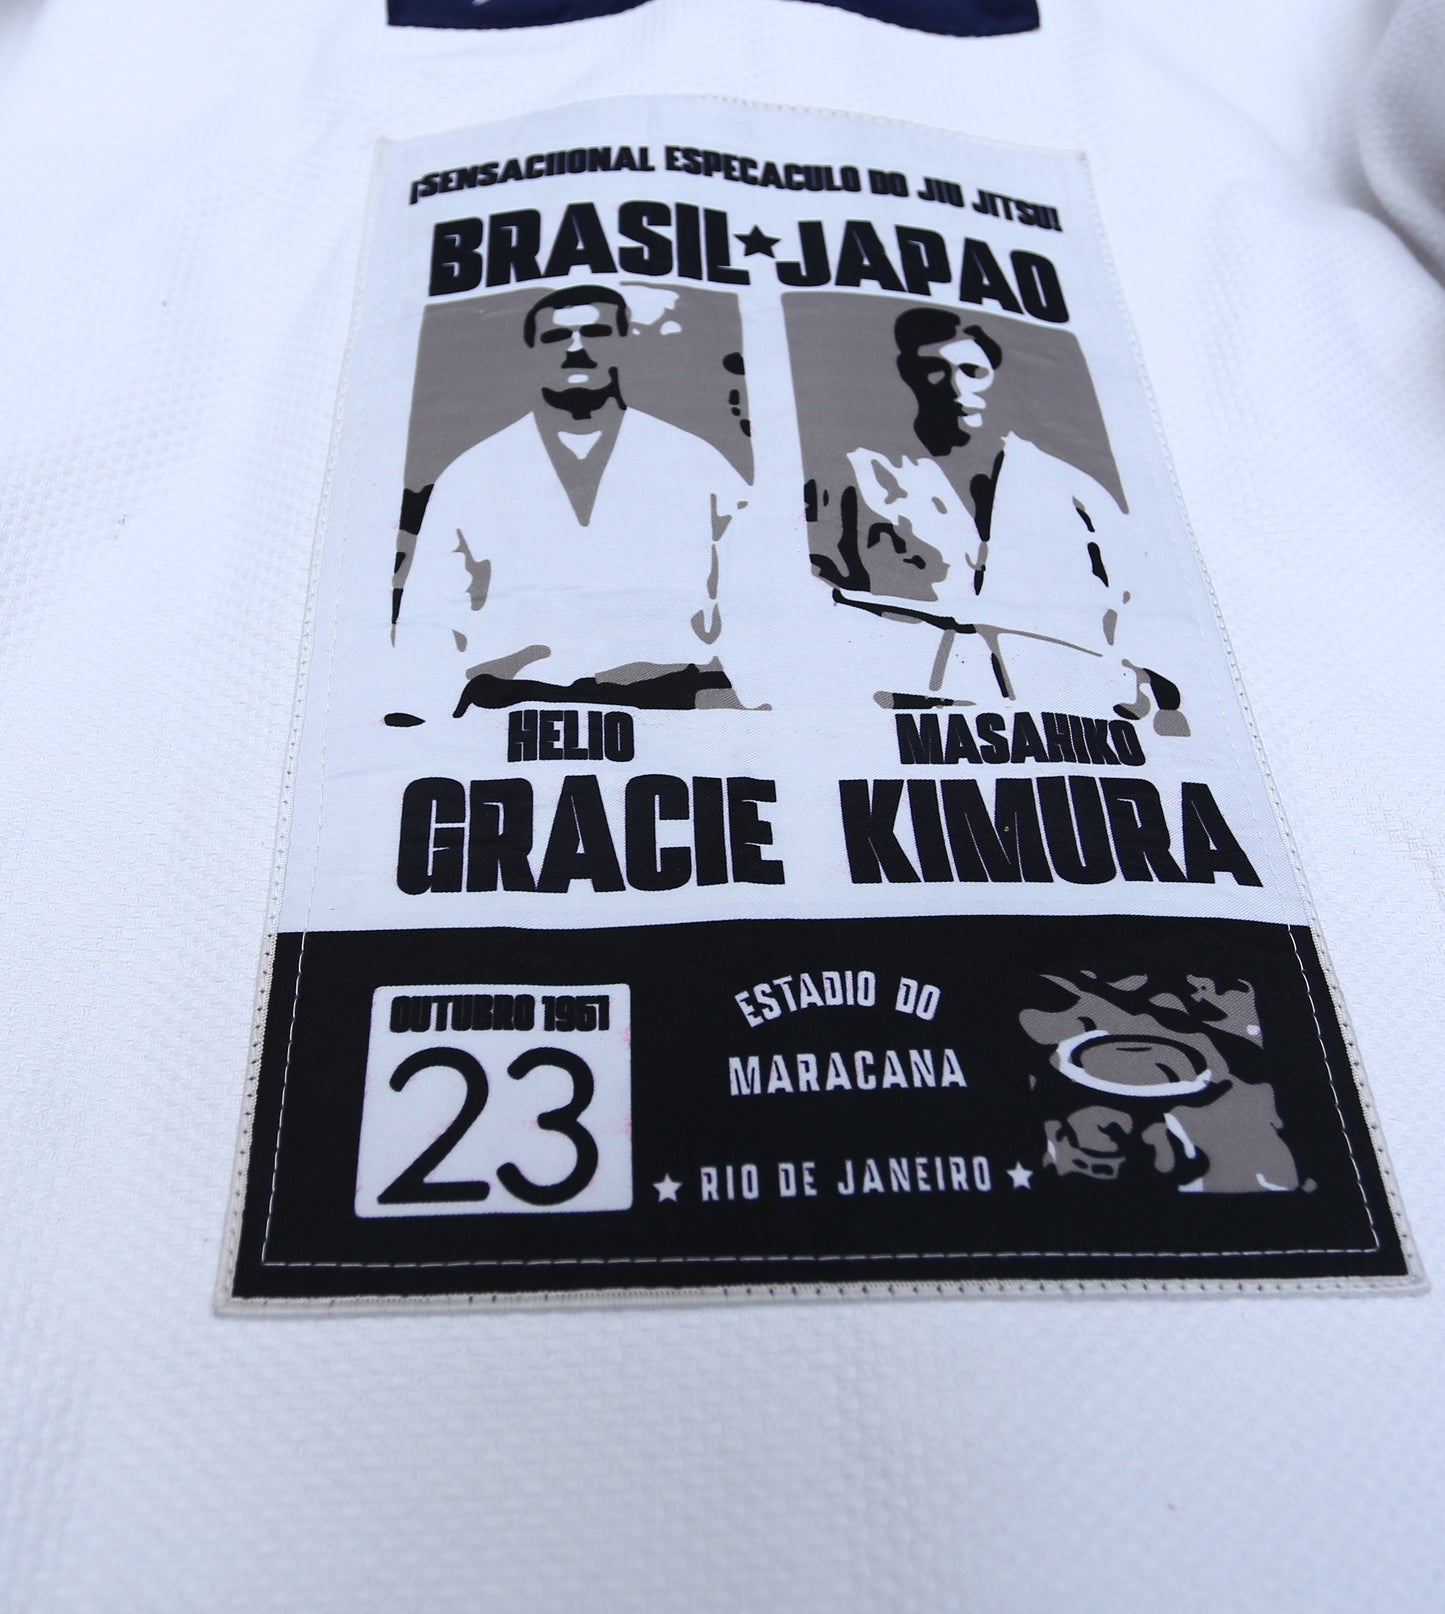 ¡SENSACIIONAL ESPECACULO DO JIU JITSU!
BRASIL★JAPAO
HELIO
GRACIE
MASAHIKO
KIMURA
OUTUBRO 1951
23
ESTADIO DO
MARACANA
★ RIO DE JANEIRO ★